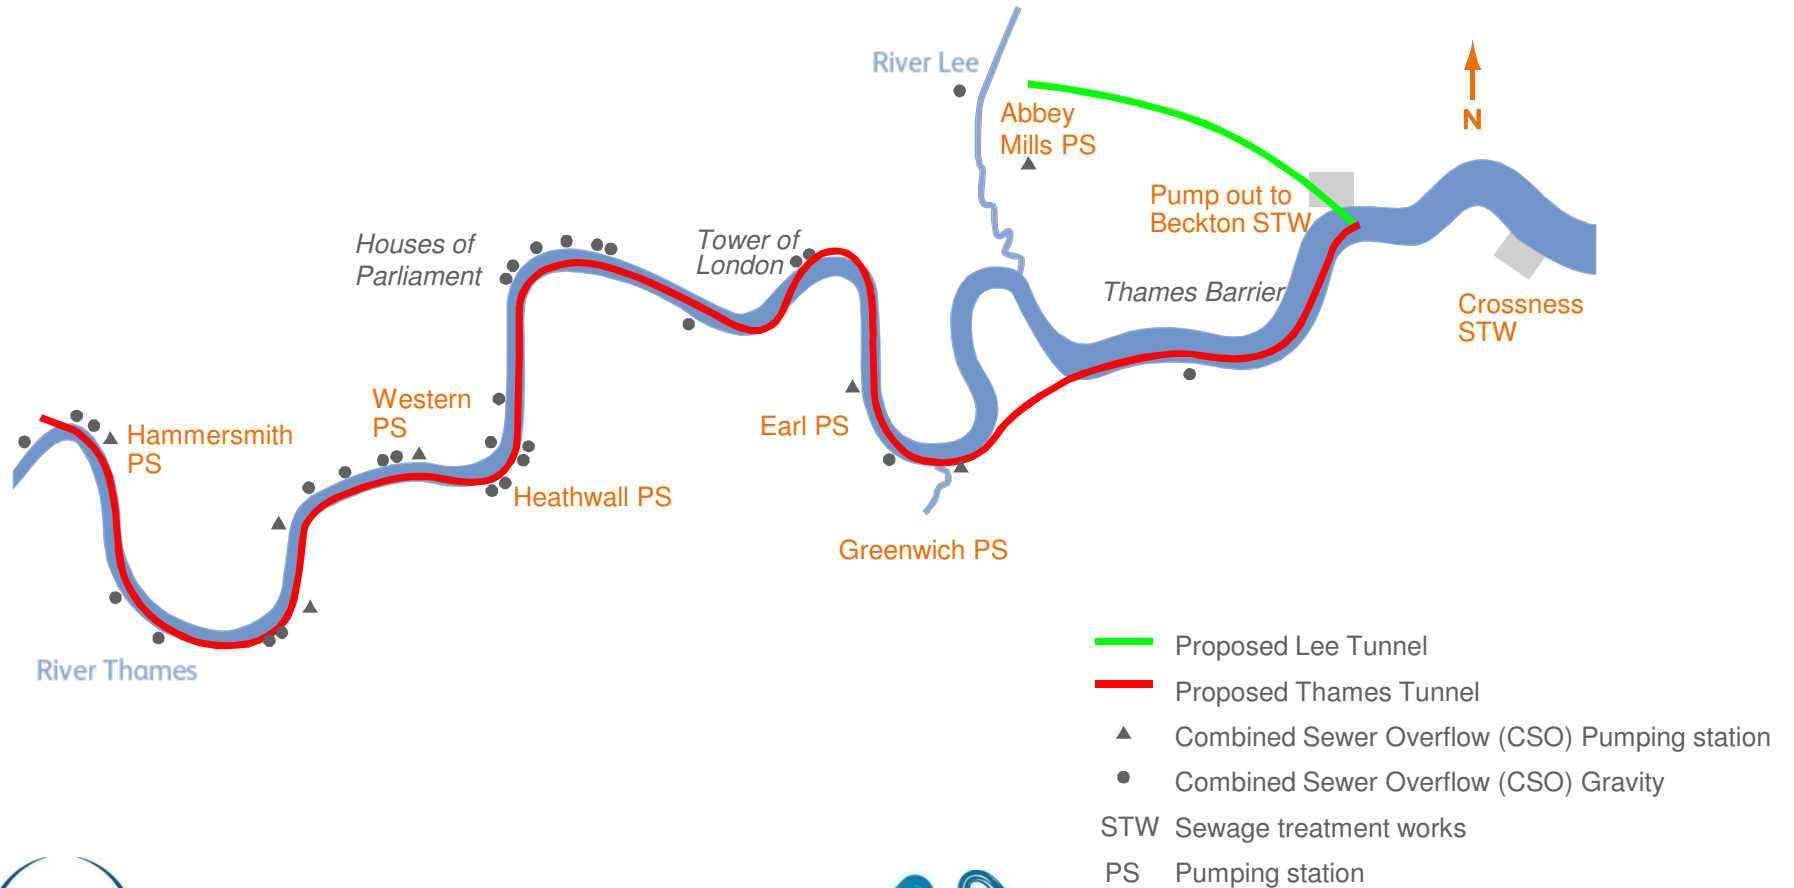 River Lee
Abbey
Mills PS
N
Pump out to
Beckton STW
Houses of
Parliament
Tower of
London
Thames Barrier
Crossness
STW
Western
PS
Hammersmith
PS
Earl PS
Heathwall PS
Greenwich PS
River Thames
Proposed Lee Tunnel
Proposed Thames Tunnel
Combined Sewer Overflow (CSO) Pumping station
Combined Sewer Overflow (CSO) Gravity
STW Sewage treatment works
PS Pumping station